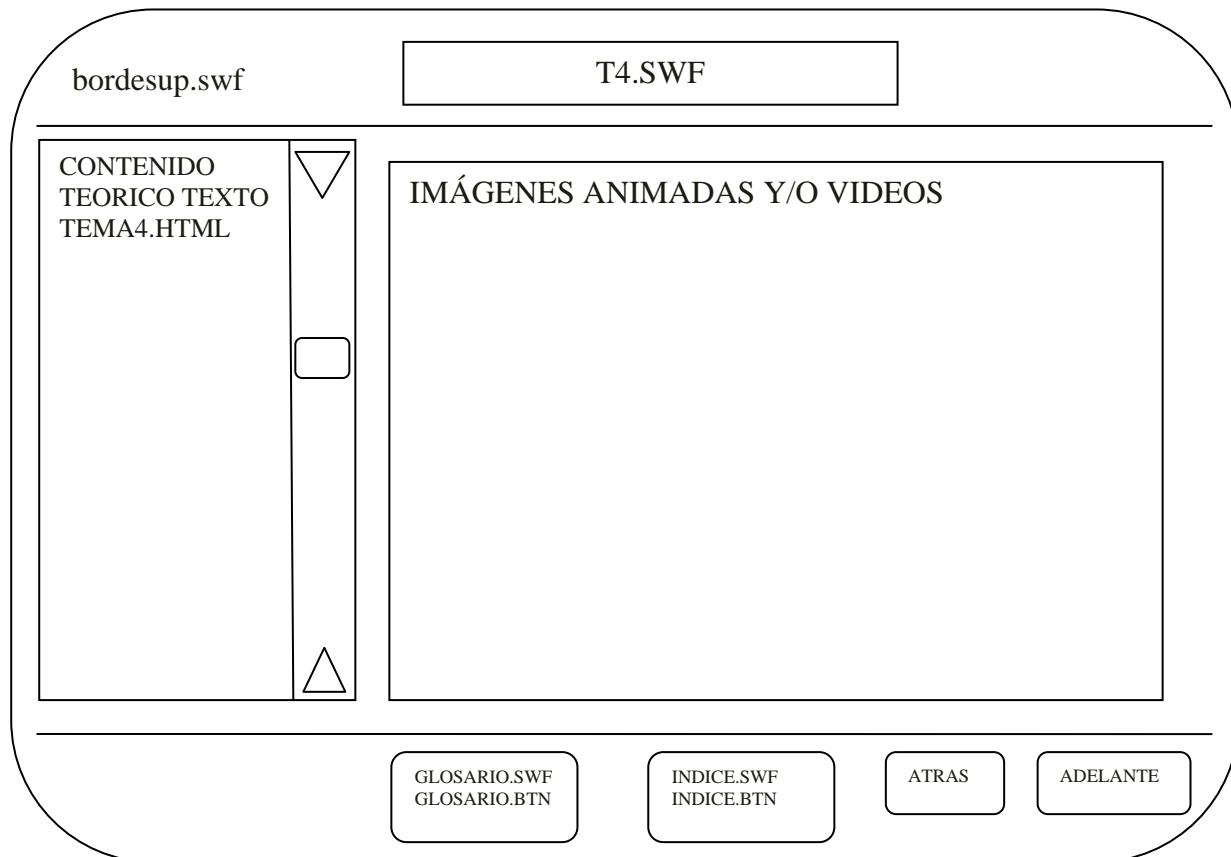 bordesup.swf
T4.SWF
CONTENIDO
TEORICO TEXTO
TEMA4.HTML
IMÁGENES ANIMADAS Y/O VIDEOS
GLOSARIO.SWF
GLOSARIO.BTN
INDICE.SWF
INDICE.BTN
ATRAS
ADELANTE